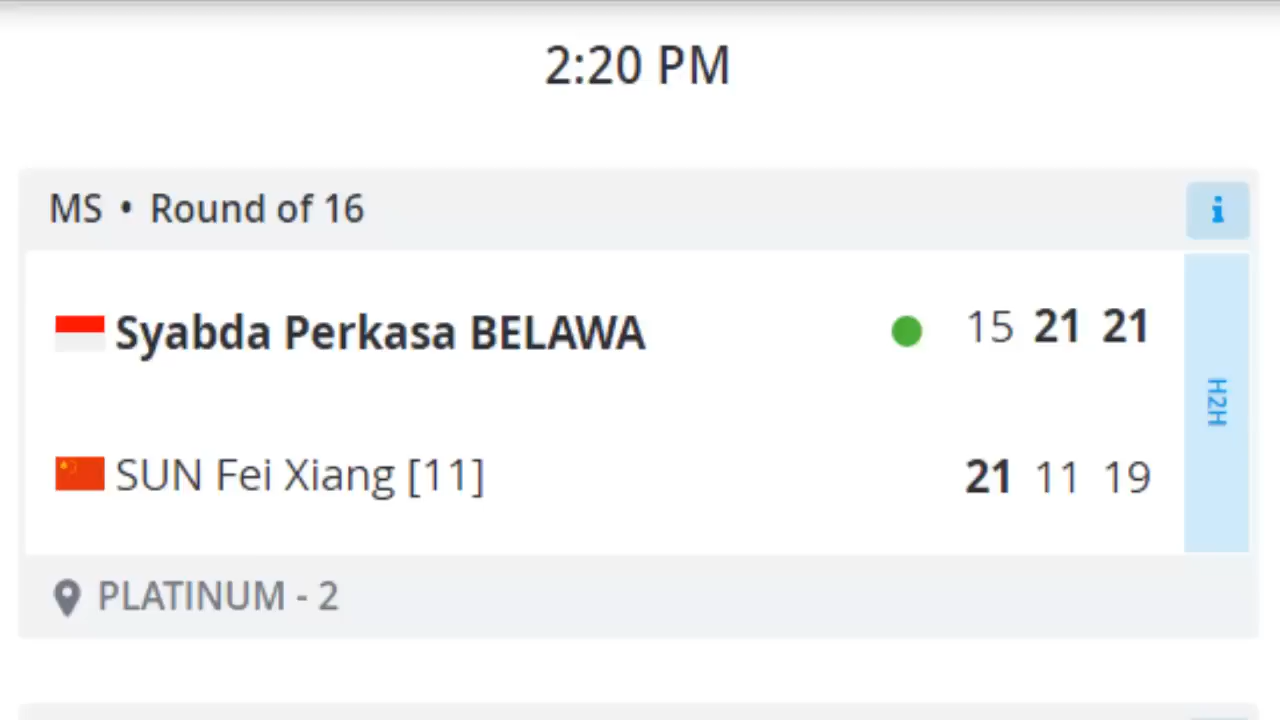 2:20 PM
MS • Round of 16
i
Syabda Perkasa BELAWA 15 21 21
H2H
SUN Fei Xiang [11] 21 11 19
PLATINUM - 2